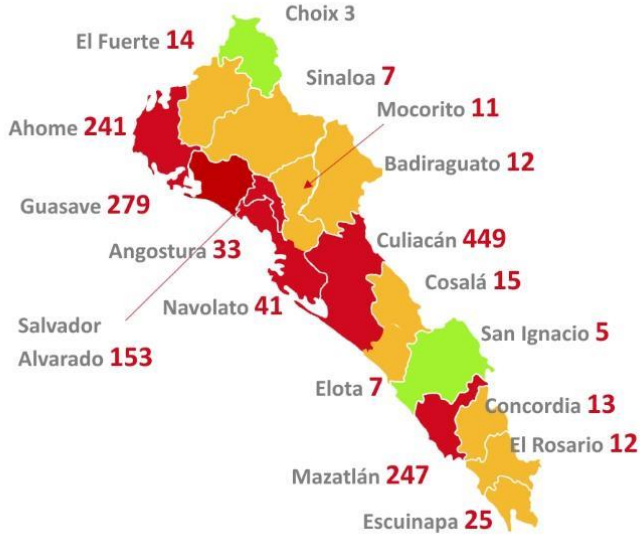 Choix 3
El Fuerte 14
Sinaloa 7
Mocorito 11
Ahome 241
Badiraguato 12
Guasave 279
Culiacán 449
Angostura 33
Cosalá 15
Navolato 41
Salvador
Alvarado 153
San Ignacio 5
Elota 7
Concordia 13
El Rosario 12
Mazatlán 247
Escuinapa 25